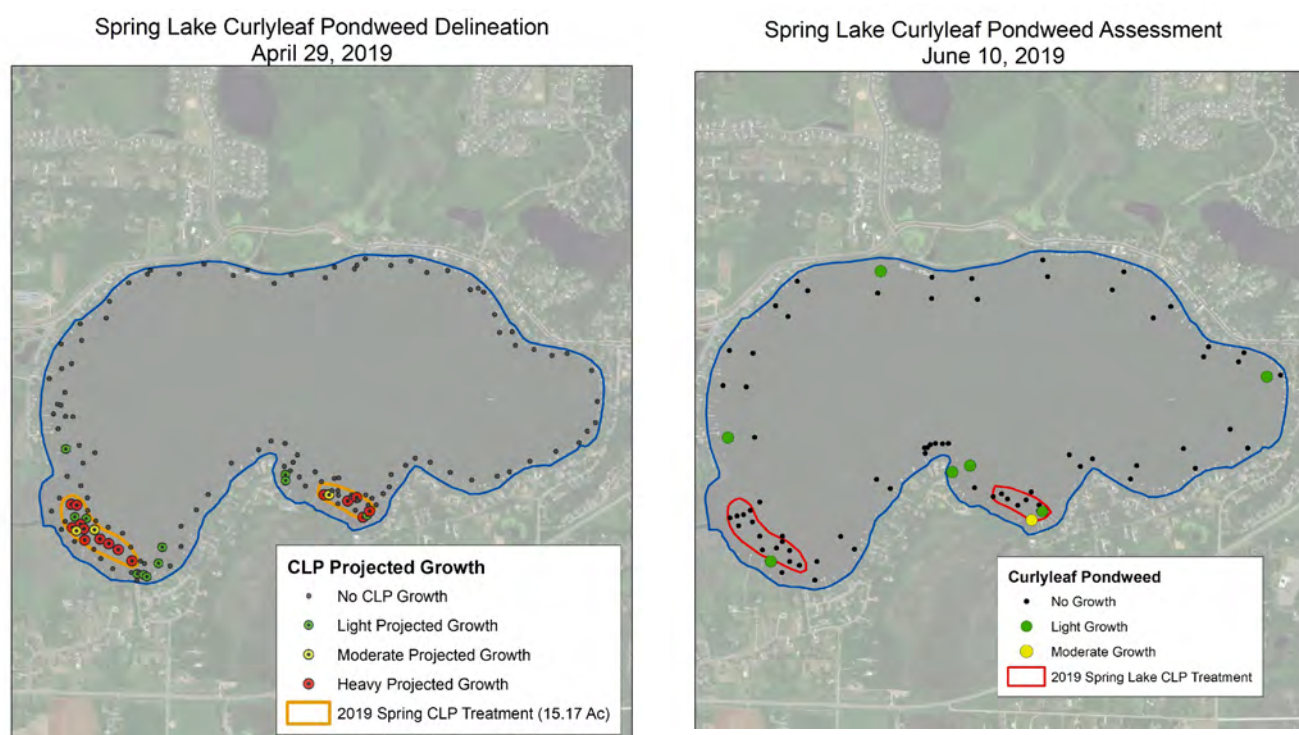 Spring Lake Curlyleaf Pondweed Delineation
April 29, 2019
CLP Projected Growth
No CLP Growth
Light Projected Growth
Moderate Projected Growth
Heavy Projected Growth
2019 Spring CLP Treatment (15.17 Ac)
Spring Lake Curlyleaf Pondweed Assessment
June 10, 2019
Curlyleaf Pondweed
No Growth
Light Growth
Moderate Growth
2019 Spring Lake CLP Treatment